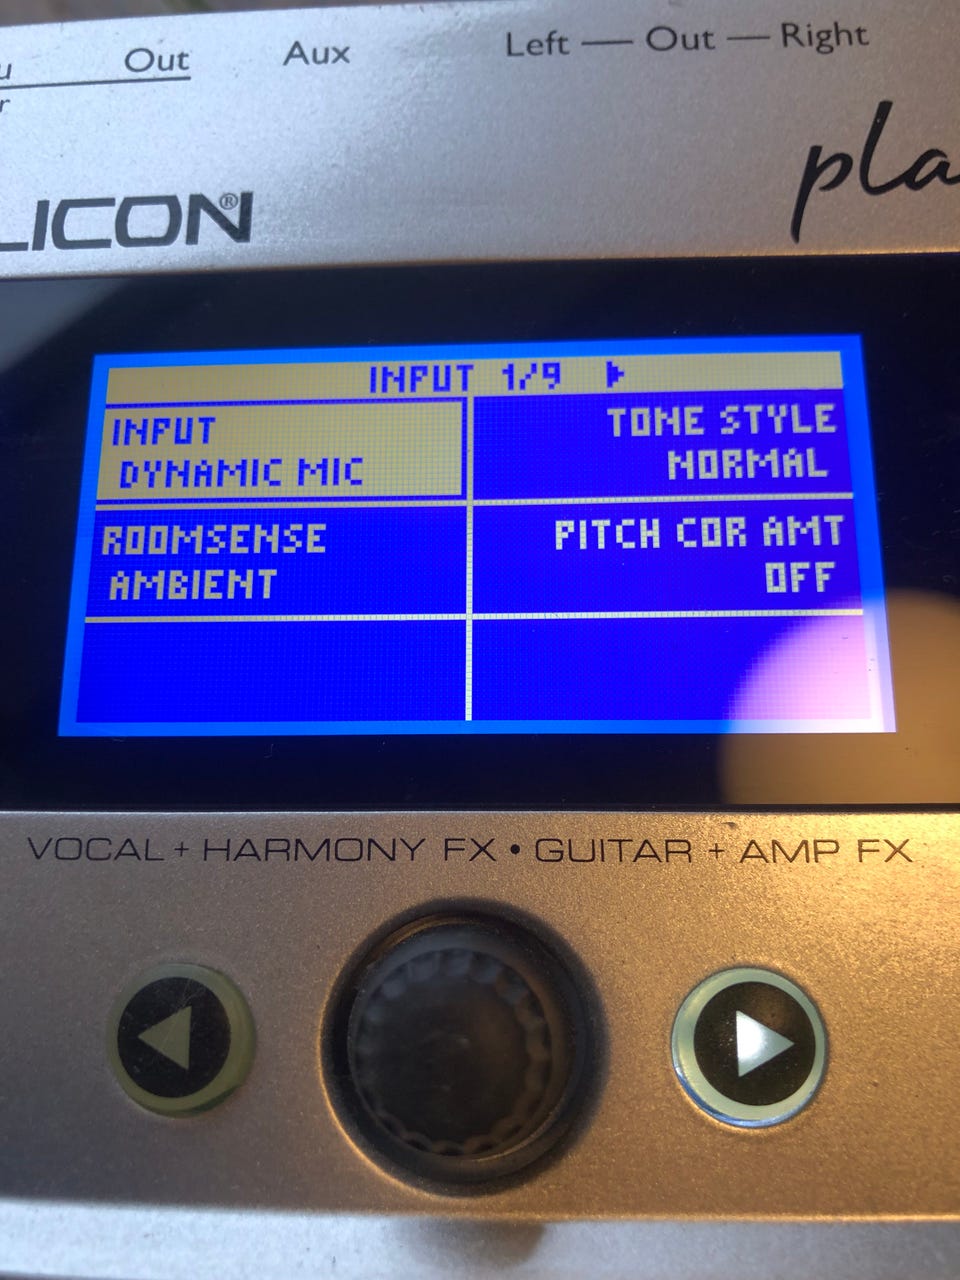 Out Aux Left — Out — Right
LICON®
pla
INPUT 1/9
INPUT
DYNAMIC MIC
TONE STYLE
NORMAL
ROOMSENSE
AMBIENT
PITCH COR AMT
OFF
VOCAL + HARMONY FX • GUITAR + AMP FX